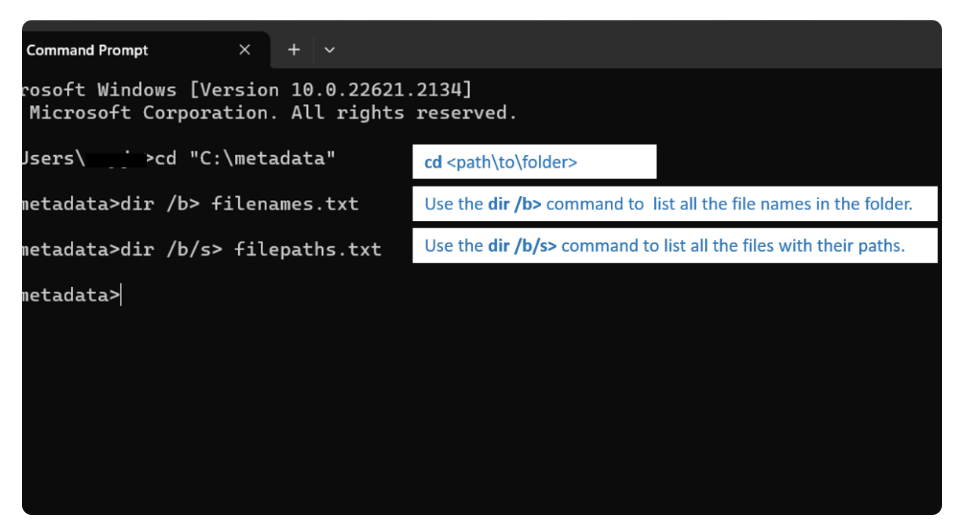 Command Prompt
rosoft Windows [Version 10.0.22621.2134]
Microsoft Corporation. All rights reserved.
Users\ >cd "C:\metadata"
cd <path\to\folder>
metadata>dir /b> filenames.txt
Use the dir /b> command to list all the file names in the folder.
metadata>dir /b/s> filepaths.txt
Use the dir /b/s> command to list all the files with their paths.
metadata>